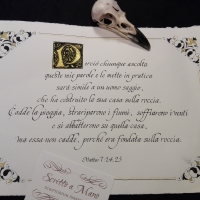 Perciò chiunque ascolta
queste mie parole e le mette in pratica
sarà simile a un uomo saggio,
che ha costruito la sua casa sulla roccia.
Cadde la pioggia, strariparono i fiumi, soffiarono i venti
e si abbatterono su quella casa,
ma essa non cadde, perché era fondata sulla roccia.
Matteo 7,24.25
Scritto a Mano